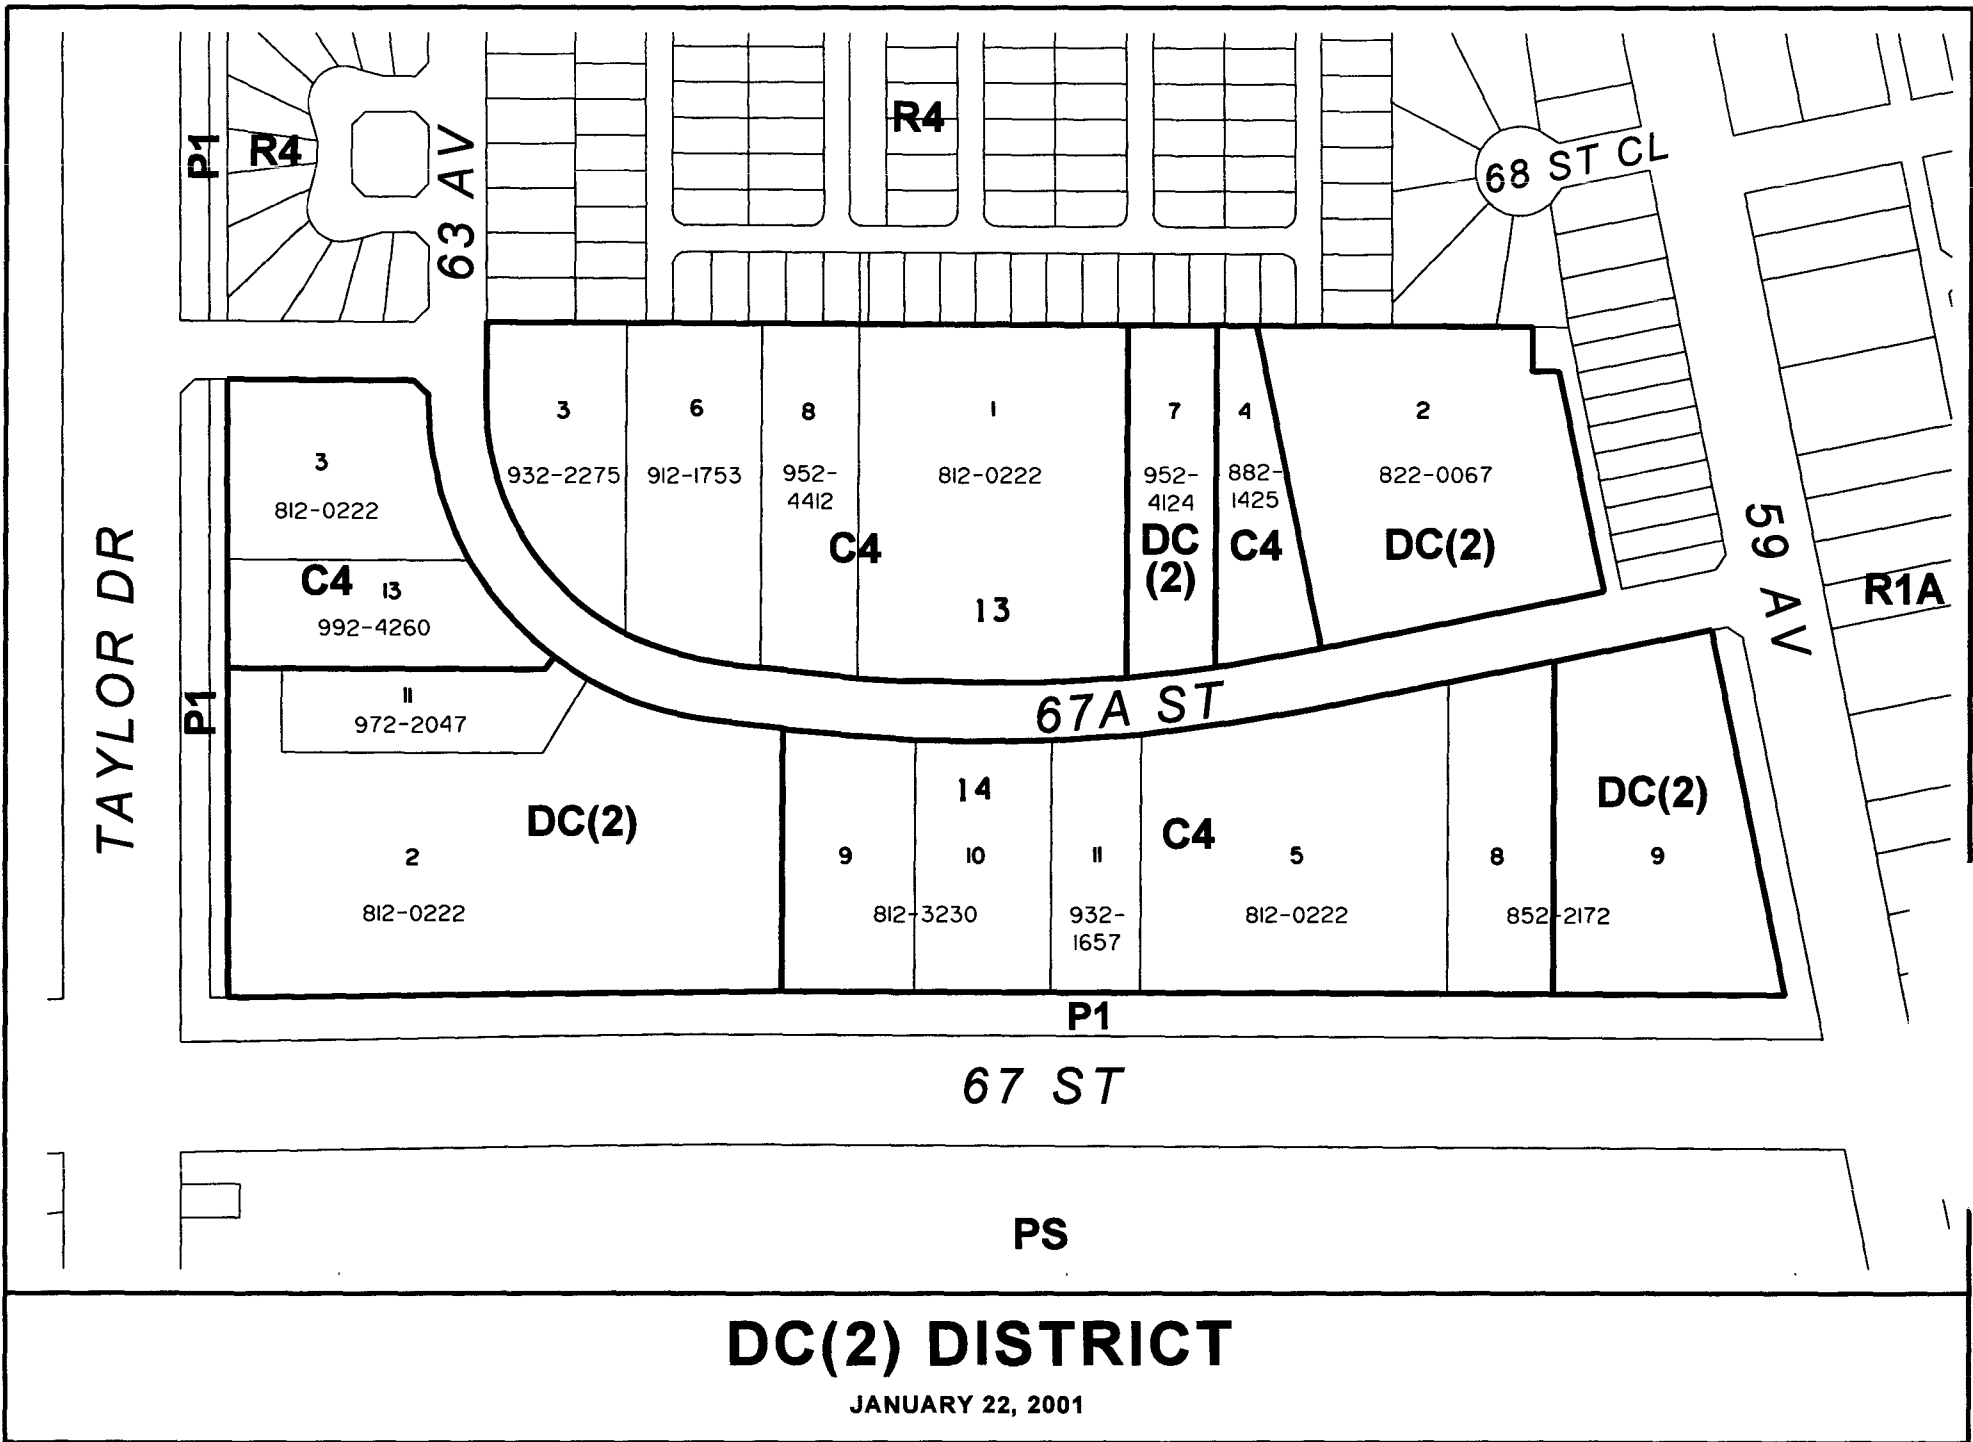 P1
R4
63 AV
R4
68 ST CL
3
932-2275
6
912-1753
8
952-
4412
C4
1
812-0222
13
7
952-
4124
DC
(2)
4
882-
1425
C4
2
822-0067
DC(2)
59 AV
R1A
TAYLOR DR
3
812-0222
C4 13
992-4260
P1
11
972-2047
67A ST
DC(2)
2
812-0222
14
9
10
812-3230
11
932-
1657
C4
5
812-0222
8
852-2172
DC(2)
9
P1
67 ST
PS
DC(2) DISTRICT
JANUARY 22, 2001